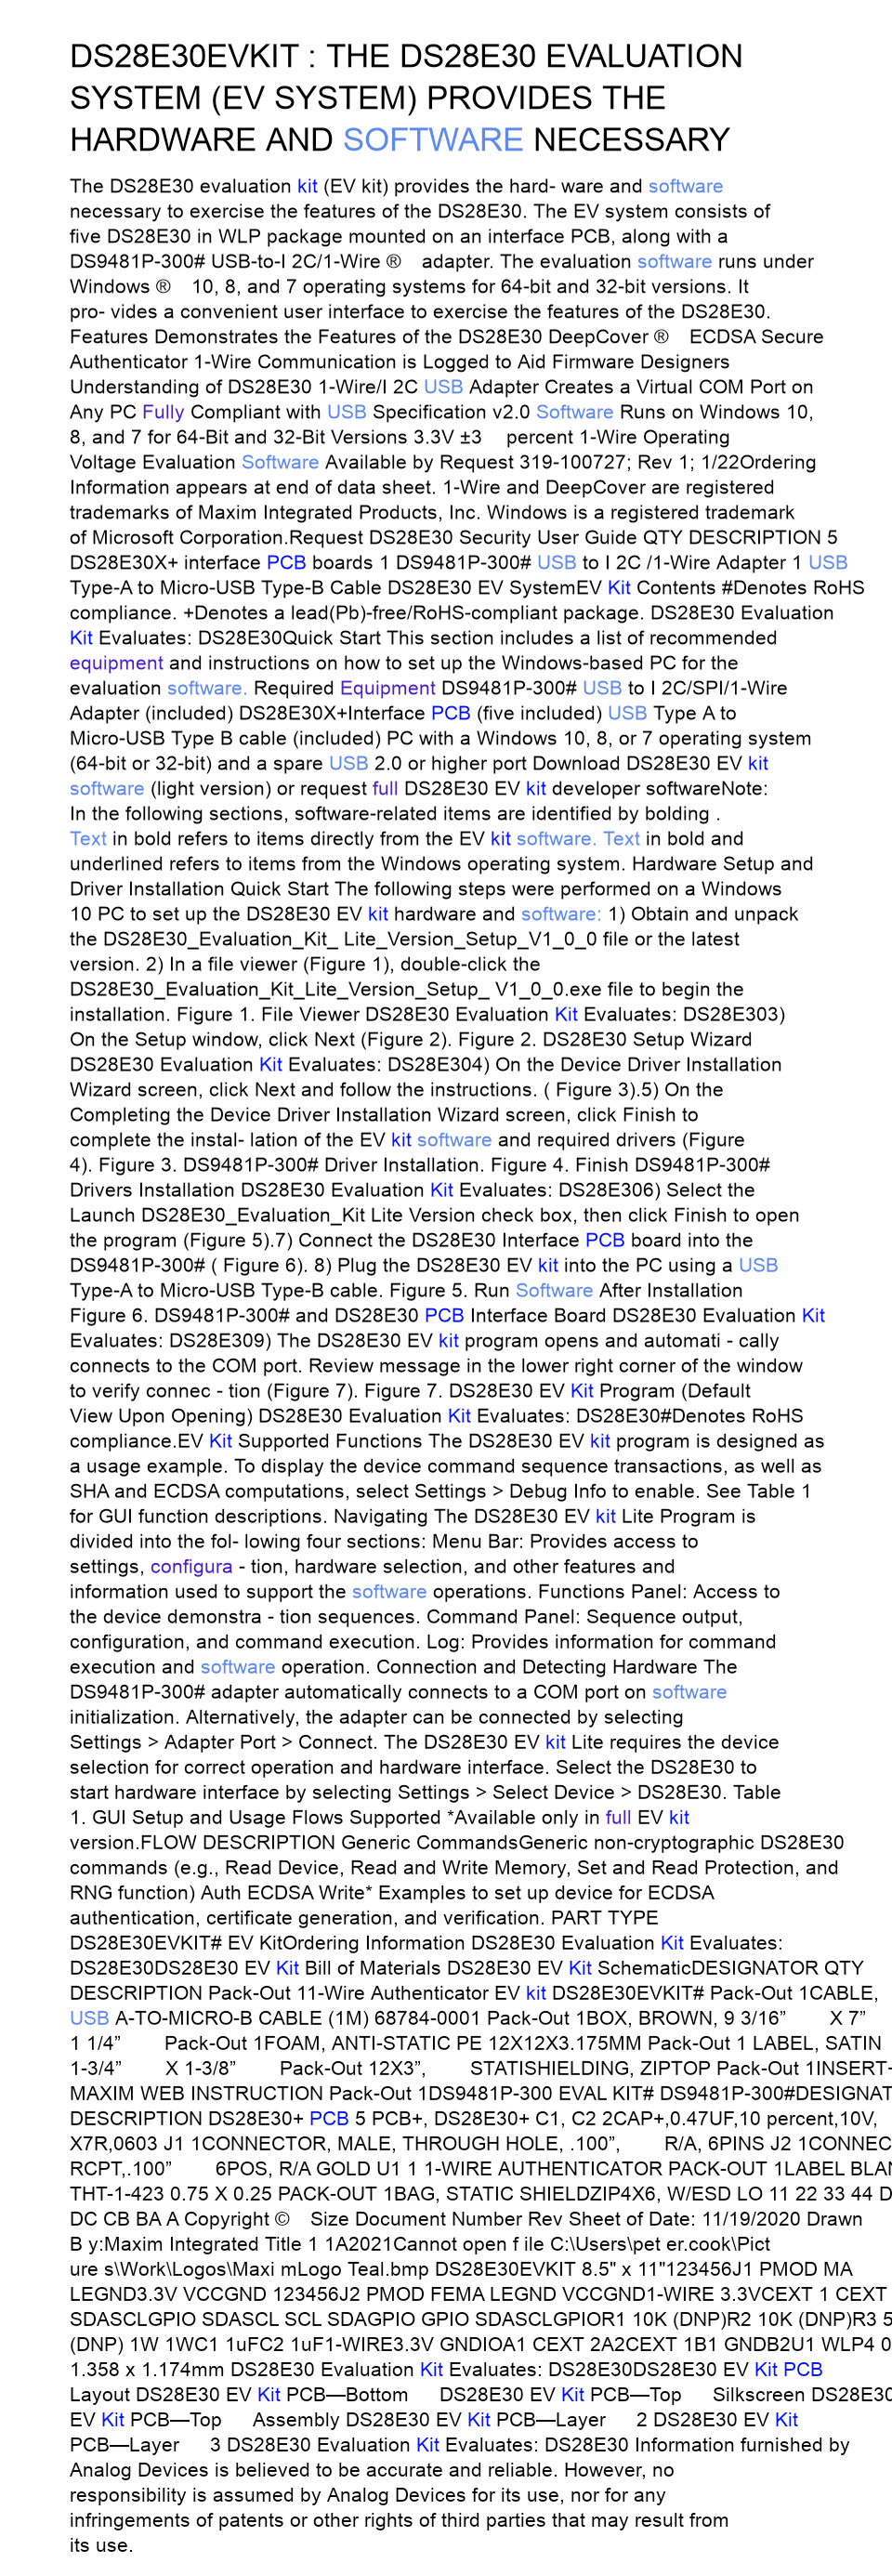 DS28E30EVKIT : THE DS28E30 EVALUATION
SYSTEM (EV SYSTEM) PROVIDES THE
HARDWARE AND SOFTWARE NECESSARY
The DS28E30 evaluation kit (EV kit) provides the hard- ware and software
necessary to exercise the features of the DS28E30. The EV system consists of
five DS28E30 in WLP package mounted on an interface PCB, along with a
DS9481P-300# USB-to-I 2C/1-Wire ® adapter. The evaluation software runs under
Windows ® 10, 8, and 7 operating systems for 64-bit and 32-bit versions. It
pro- vides a convenient user interface to exercise the features of the DS28E30.
Features Demonstrates the Features of the DS28E30 DeepCover ® ECDSA Secure
Authenticator 1-Wire Communication is Logged to Aid Firmware Designers
Understanding of DS28E30 1-Wire/I 2C USB Adapter Creates a Virtual COM Port on
Any PC Fully Compliant with USB Specification v2.0 Software Runs on Windows 10,
8, and 7 for 64-Bit and 32-Bit Versions 3.3V ±3 percent 1-Wire Operating
Voltage Evaluation Software Available by Request 319-100727; Rev 1; 1/22Ordering
Information appears at end of data sheet. 1-Wire and DeepCover are registered
trademarks of Maxim Integrated Products, Inc. Windows is a registered trademark
of Microsoft Corporation.Request DS28E30 Security User Guide QTY DESCRIPTION 5
DS28E30X+ interface PCB boards 1 DS9481P-300# USB to I 2C /1-Wire Adapter 1 USB
Type-A to Micro-USB Type-B Cable DS28E30 EV SystemEV Kit Contents #Denotes RoHS
compliance. +Denotes a lead(Pb)-free/RoHS-compliant package. DS28E30 Evaluation
Kit Evaluates: DS28E30Quick Start This section includes a list of recommended
equipment and instructions on how to set up the Windows-based PC for the
evaluation software. Required Equipment DS9481P-300# USB to I 2C/SPI/1-Wire
Adapter (included) DS28E30X+Interface PCB (five included) USB Type A to
Micro-USB Type B cable (included) PC with a Windows 10, 8, or 7 operating system
(64-bit or 32-bit) and a spare USB 2.0 or higher port Download DS28E30 EV kit
software (light version) or request full DS28E30 EV kit developer softwareNote:
In the following sections, software-related items are identified by bolding .
Text in bold refers to items directly from the EV kit software. Text in bold and
underlined refers to items from the Windows operating system. Hardware Setup and
Driver Installation Quick Start The following steps were performed on a Windows
10 PC to set up the DS28E30 EV kit hardware and software: 1) Obtain and unpack
the DS28E30_Evaluation_Kit_ Lite_Version_Setup_V1_0_0 file or the latest
version. 2) In a file viewer (Figure 1), double-click the
DS28E30_Evaluation_Kit_Lite_Version_Setup_ V1_0_0.exe file to begin the
installation. Figure 1. File Viewer DS28E30 Evaluation Kit Evaluates: DS28E303)
On the Setup window, click Next (Figure 2). Figure 2. DS28E30 Setup Wizard
DS28E30 Evaluation Kit Evaluates: DS28E304) On the Device Driver Installation
Wizard screen, click Next and follow the instructions. ( Figure 3).5) On the
Completing the Device Driver Installation Wizard screen, click Finish to
complete the instal- lation of the EV kit software and required drivers (Figure
4). Figure 3. DS9481P-300# Driver Installation. Figure 4. Finish DS9481P-300#
Drivers Installation DS28E30 Evaluation Kit Evaluates: DS28E306) Select the
Launch DS28E30_Evaluation_Kit Lite Version check box, then click Finish to open
the program (Figure 5).7) Connect the DS28E30 Interface PCB board into the
DS9481P-300# ( Figure 6). 8) Plug the DS28E30 EV kit into the PC using a USB
Type-A to Micro-USB Type-B cable. Figure 5. Run Software After Installation
Figure 6. DS9481P-300# and DS28E30 PCB Interface Board DS28E30 Evaluation Kit
Evaluates: DS28E309) The DS28E30 EV kit program opens and automati - cally
connects to the COM port. Review message in the lower right corner of the window
to verify connec - tion (Figure 7). Figure 7. DS28E30 EV Kit Program (Default
View Upon Opening) DS28E30 Evaluation Kit Evaluates: DS28E30#Denotes RoHS
compliance.EV Kit Supported Functions The DS28E30 EV kit program is designed as
a usage example. To display the device command sequence transactions, as well as
SHA and ECDSA computations, select Settings > Debug Info to enable. See Table 1
for GUI function descriptions. Navigating The DS28E30 EV kit Lite Program is
divided into the fol- lowing four sections: Menu Bar: Provides access to
settings, configura - tion, hardware selection, and other features and
information used to support the software operations. Functions Panel: Access to
the device demonstra - tion sequences. Command Panel: Sequence output,
configuration, and command execution. Log: Provides information for command
execution and software operation. Connection and Detecting Hardware The
DS9481P-300# adapter automatically connects to a COM port on software
initialization. Alternatively, the adapter can be connected by selecting
Settings > Adapter Port > Connect. The DS28E30 EV kit Lite requires the device
selection for correct operation and hardware interface. Select the DS28E30 to
start hardware interface by selecting Settings > Select Device > DS28E30. Table
1. GUI Setup and Usage Flows Supported *Available only in full EV kit
version.FLOW DESCRIPTION Generic CommandsGeneric non-cryptographic DS28E30
commands (e.g., Read Device, Read and Write Memory, Set and Read Protection, and
RNG function) Auth ECDSA Write* Examples to set up device for ECDSA
authentication, certificate generation, and verification. PART TYPE
DS28E30EVKIT# EV KitOrdering Information DS28E30 Evaluation Kit Evaluates:
DS28E30DS28E30 EV Kit Bill of Materials DS28E30 EV Kit SchematicDESIGNATOR QTY
DESCRIPTION Pack-Out 11-Wire Authenticator EV kit DS28E30EVKIT# Pack-Out 1CABLE,
USB A-TO-MICRO-B CABLE (1M) 68784-0001 Pack-Out 1BOX, BROWN, 9 3/16” X 7”
1 1/4” Pack-Out 1FOAM, ANTI-STATIC PE 12X12X3.175MM Pack-Out 1 LABEL, SATIN
1-3/4” X 1-3/8” Pack-Out 12X3”, STATISHIELDING, ZIPTOP Pack-Out 1INSERT-
MAXIM WEB INSTRUCTION Pack-Out 1DS9481P-300 EVAL KIT# DS9481P-300#DESIGNAT
DESCRIPTION DS28E30+ PCB 5 PCB+, DS28E30+ C1, C2 2CAP+,0.47UF,10 percent,10V,
X7R,0603 J1 1CONNECTOR, MALE, THROUGH HOLE, .100”, R/A, 6PINS J2 1CONNEC
RCPT,.100” 6POS, R/A GOLD U1 1 1-WIRE AUTHENTICATOR PACK-OUT 1LABEL BLAN
THT-1-423 0.75 X 0.25 PACK-OUT 1BAG, STATIC SHIELDZIP4X6, W/ESD LO 11 22 33 44 D
DC CB BA A Copyright © Size Document Number Rev Sheet of Date: 11/19/2020 Drawn
B y:Maxim Integrated Title 1 1A2021Cannot open f ile C:\Users\pet er.cook\Pict
ure s\Work\Logos\Maxi mLogo Teal.bmp DS28E30EVKIT 8.5" x 11"123456J1 PMOD MA
LEGND3.3V VCCGND 123456J2 PMOD FEMA LEGND VCCGND1-WIRE 3.3VCEXT 1 CEXT
SDASCLGPIO SDASCL SCL SDAGPIO GPIO SDASCLGPIOR1 10K (DNP)R2 10K (DNP)R3 5
(DNP) 1W 1WC1 1uFC2 1uF1-WIRE3.3V GNDIOA1 CEXT 2A2CEXT 1B1 GNDB2U1 WLP4 0
1.358 x 1.174mm DS28E30 Evaluation Kit Evaluates: DS28E30DS28E30 EV Kit PCB
Layout DS28E30 EV Kit PCB—Bottom DS28E30 EV Kit PCB—Top Silkscreen DS28E30
EV Kit PCB—Top Assembly DS28E30 EV Kit PCB—Layer 2 DS28E30 EV Kit
PCB—Layer 3 DS28E30 Evaluation Kit Evaluates: DS28E30 Information furnished by
Analog Devices is believed to be accurate and reliable. However, no
responsibility is assumed by Analog Devices for its use, nor for any
infringements of patents or other rights of third parties that may result from
its use.